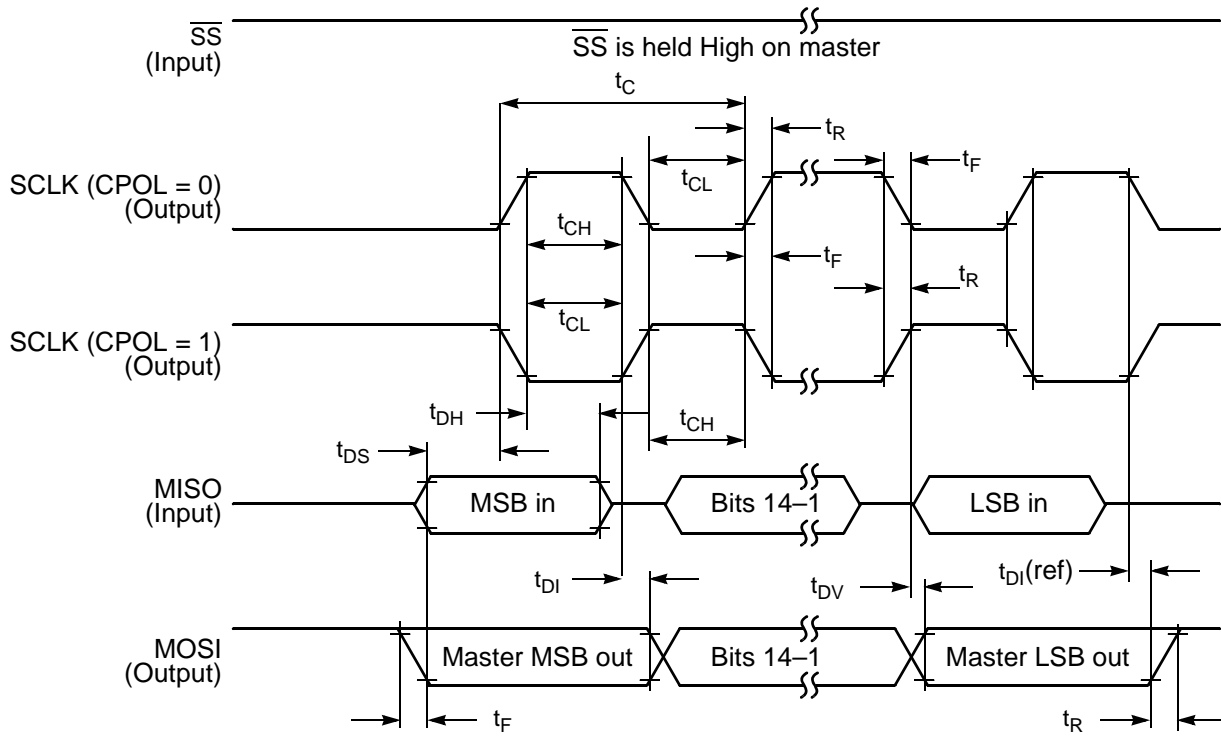 SS
(Input)
SS is held High on master
tC
tR
tF
SCLK (CPOL = 0)
(Output)
tCL
tCH
tF
tR
tCL
SCLK (CPOL = 1)
(Output)
tDH
tCH
tDS
MISO
(Input)
MSB in
Bits 14–1
LSB in
tDI
tDV
tDI(ref)
MOSI
(Output)
Master MSB out
Bits 14–1
Master LSB out
tF
tR